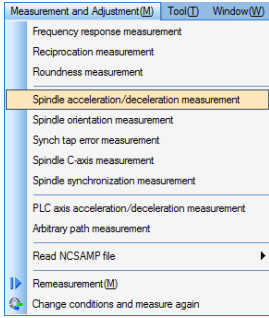 Measurement and Adjustment(M) Tool(T) Window(W)
Frequency response measurement
Reciprocation measurement
Roundness measurement
Spindle acceleration/deceleration measurement
Spindle orientation measurement
Synch tap error measurement
Spindle C-axis measurement
Spindle synchronization measurement
PLC axis acceleration/deceleration measurement
Arbitrary path measurement
Read NCSAMP file
Remeasurement(M)
Change conditions and measure again